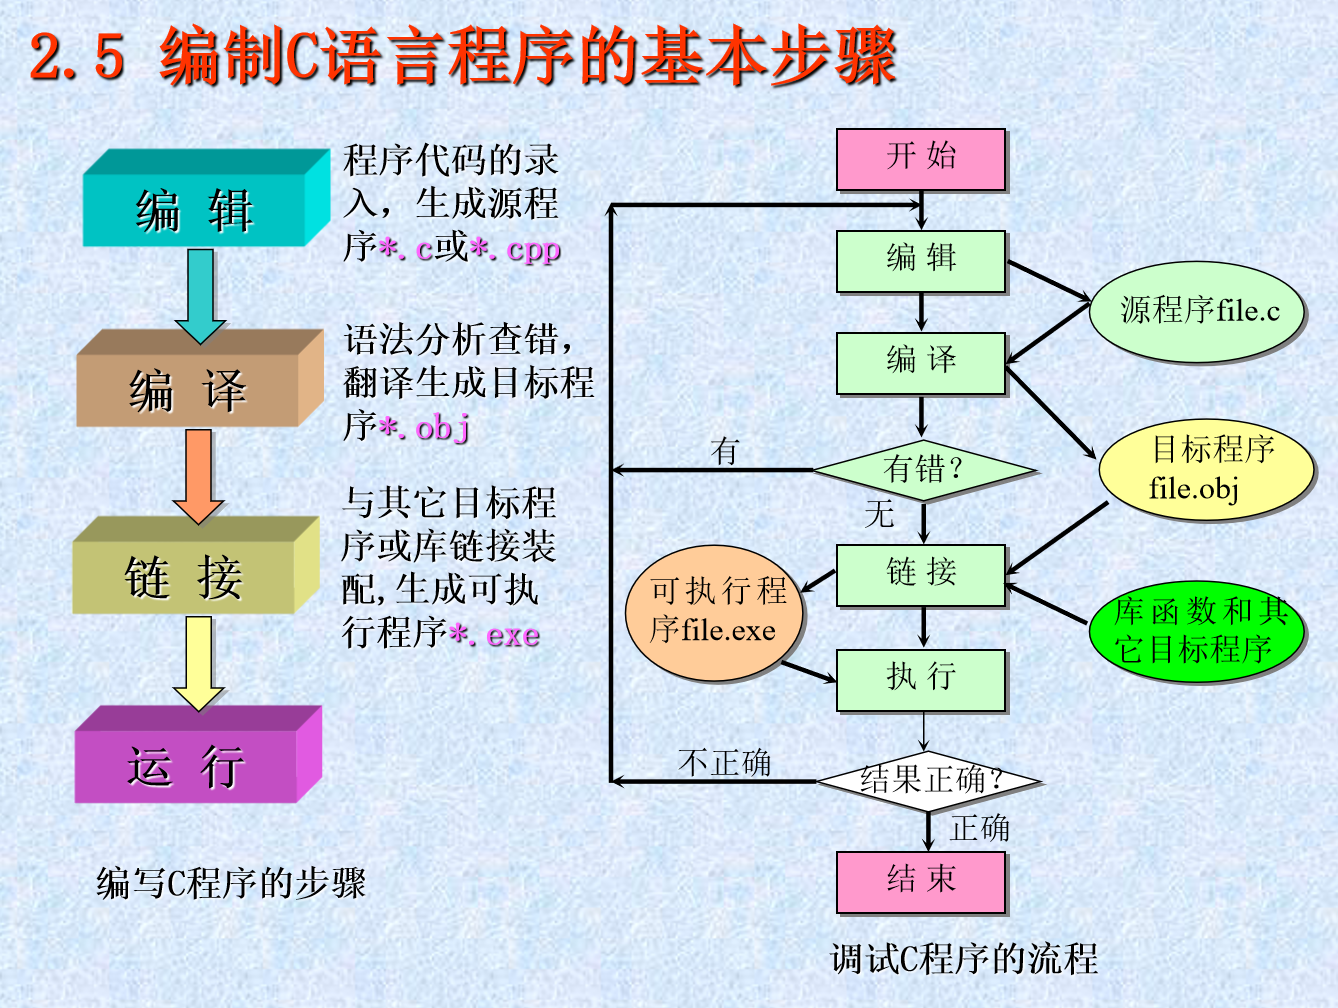 2.5 编制C语言程序的基本步骤
编 辑
程序代码的录
入，生成源程
序*.c或*.cpp
编 译
语法分析查错，
翻译生成目标程
序*.obj
链 接
与其它目标程
序或库链接装
配,生成可执
行程序*.exe
运 行
编写C程序的步骤
开 始
编 辑
源程序file.c
编 译
目标程序
file.obj
有错?
有
无
链 接
可执行程
序file.exe
库函数和其
它目标程序
执 行
结果正确?
不正确
正确
结 束
调试C程序的流程